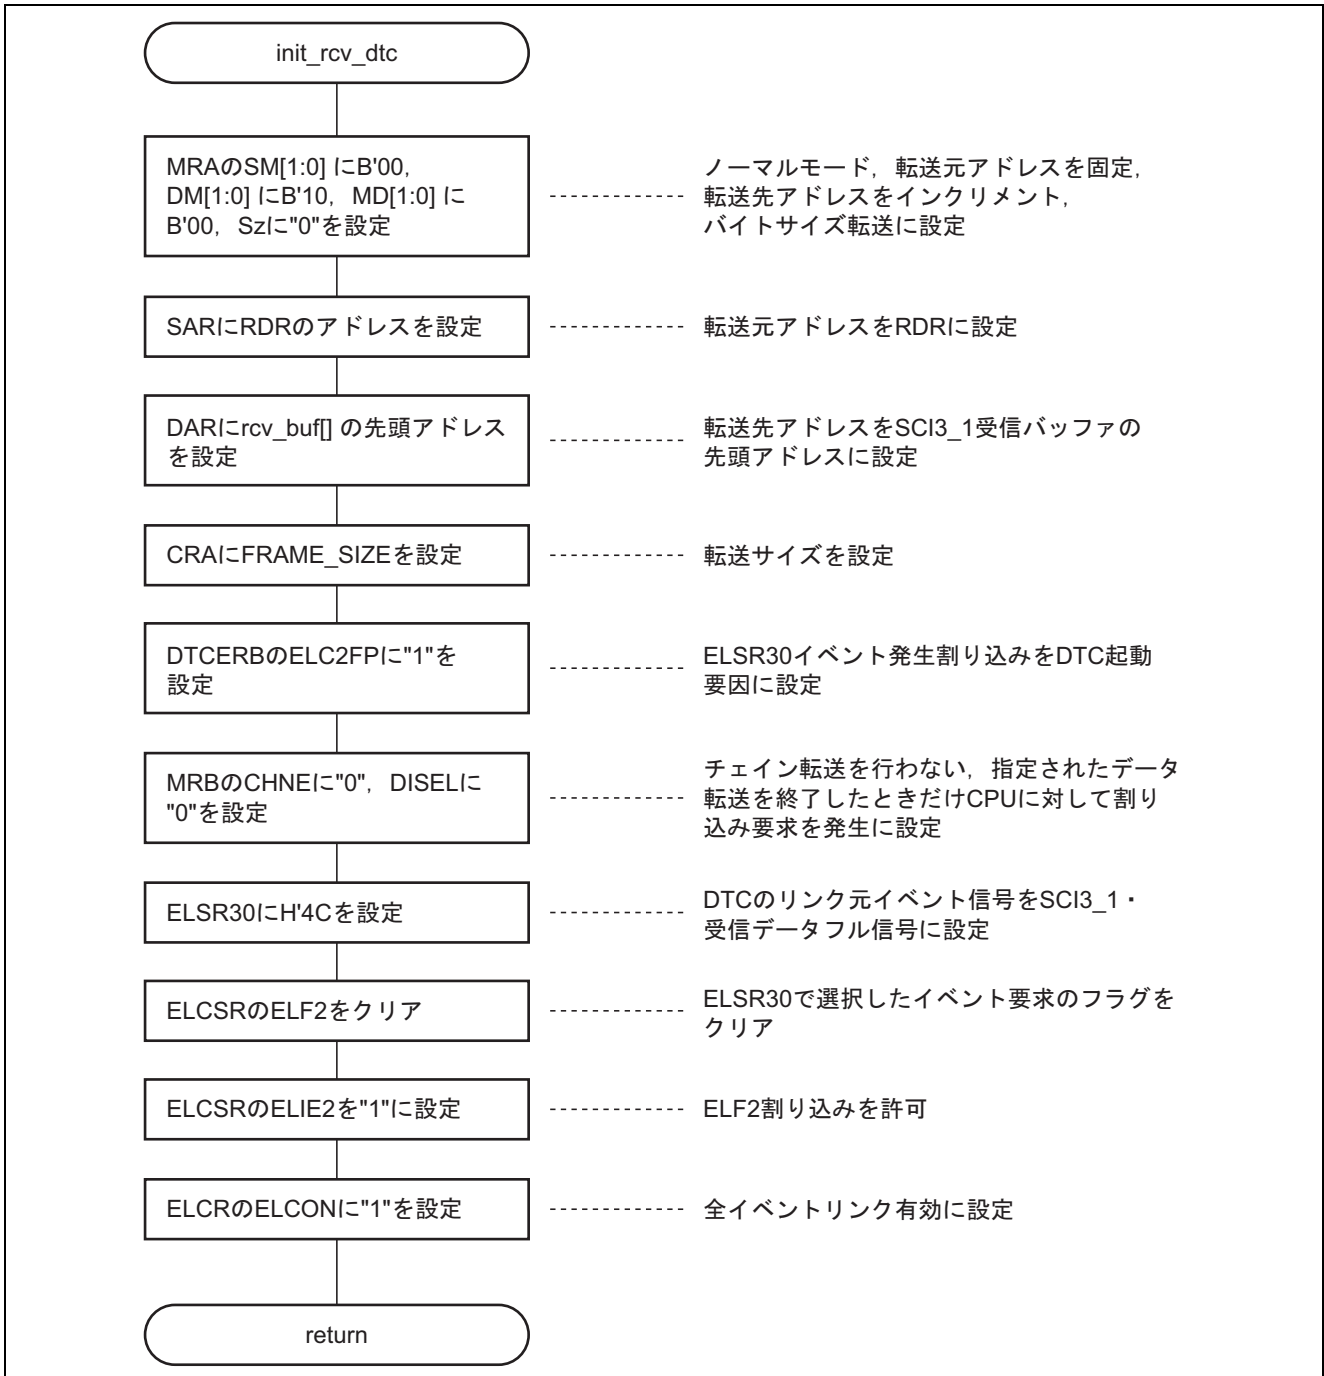 init_rcv_dtc
MRAのSM[1:0] にB'00,
DM[1:0] にB'10，MD[1:0] に
B'00，Szに"0"を設定
ノーマルモード，転送元アドレスを固定，
転送先アドレスをインクリメント，
バイトサイズ転送に設定
SARにRDRのアドレスを設定
転送元アドレスをRDRに設定
DARにrcv_buf[] の先頭アドレス
を設定
転送先アドレスをSCI3_1受信バッファの
先頭アドレスに設定
CRAにFRAME_SIZEを設定
転送サイズを設定
DTCERBのELC2FPに"1"を
設定
ELSR30イベント発生割り込みをDTC起動
要因に設定
MRBのCHNEに"0"，DISELに
"0"を設定
チェイン転送を行わない，指定されたデータ
転送を終了したときだけCPUに対して割り
込み要求を発生に設定
ELSR30にH'4Cを設定
DTCのリンク元イベント信号をSCI3_1・
受信データフル信号に設定
ELCSRのELF2をクリア
ELSR30で選択したイベント要求のフラグを
クリア
ELCSRのELIE2を"1"に設定
ELF2割り込みを許可
ELCRのELCONに"1"を設定
全イベントリンク有効に設定
return